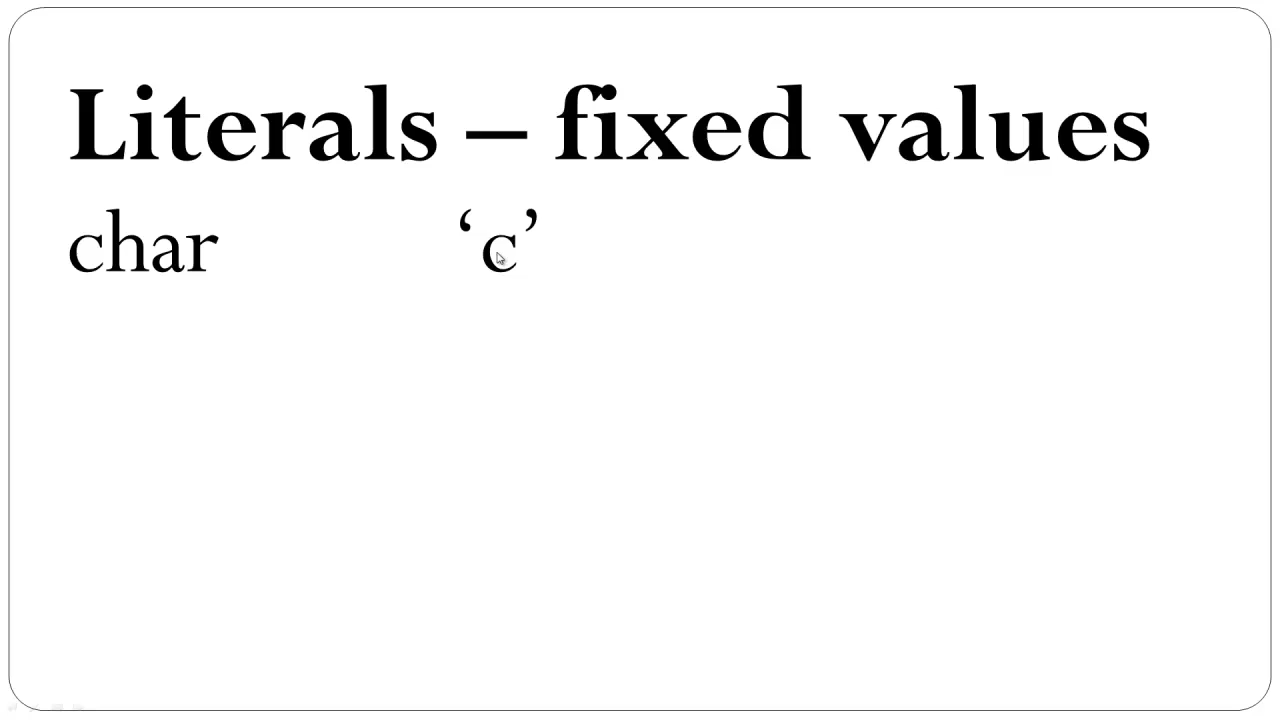 Literals – fixed values
char ‘c’